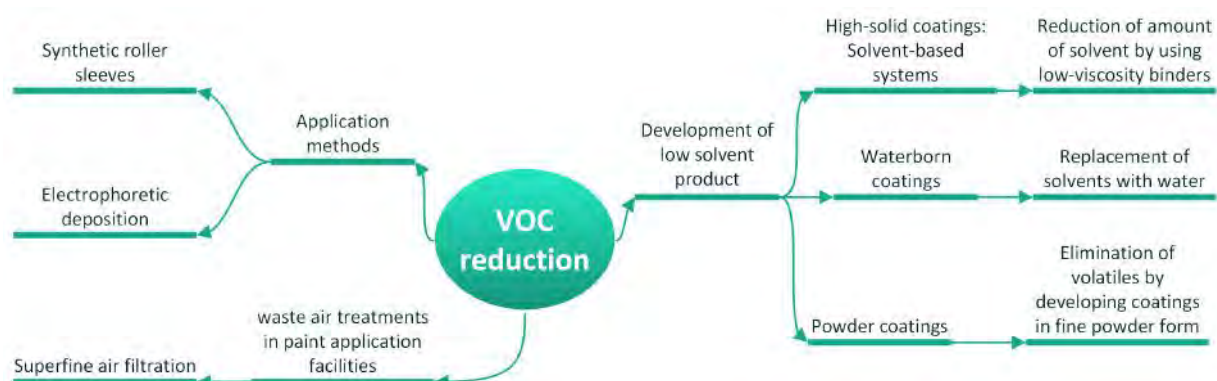 Synthetic roller
sleeves
Application
methods
Electrophoretic
deposition
VOC
reduction
waste air treatments
in paint application
facilities
Superfine air filtration
Development of
low solvent
product
High-solid coatings:
Solvent-based
systems
Reduction of amount
of solvent by using
low-viscosity binders
Waterborn
coatings
Replacement of
solvents with water
Powder coatings
Elimination of
volatiles by
developing coatings
in fine powder form